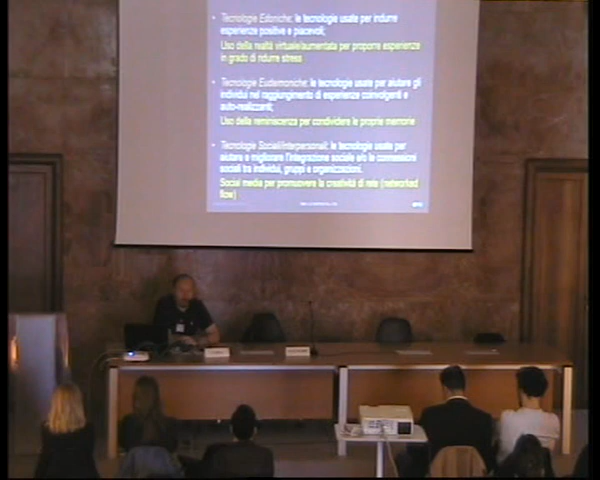 • Tecnologie Edoniche: le tecnologie usate per indurre
esperienze positive e piacevoli;
Uso della realtà virtuale/aumentata per proporre esperienze
in grado di ridurre stress
• Tecnologie Eudemoniche: le tecnologie usate per aiutare gli
individui nel raggiungimento di esperienze coinvolgenti e
auto-realizzanti;
Uso della reminiscenza per condividere le proprie memorie
• Tecnologie Sociali/Interpersonali: le tecnologie usate per
aiutare e migliorare l'integrazione sociale e/o le connessioni
sociali tra individui, gruppi e organizzazioni.
Social media per promuovere la creatività di rete (networked
flow)